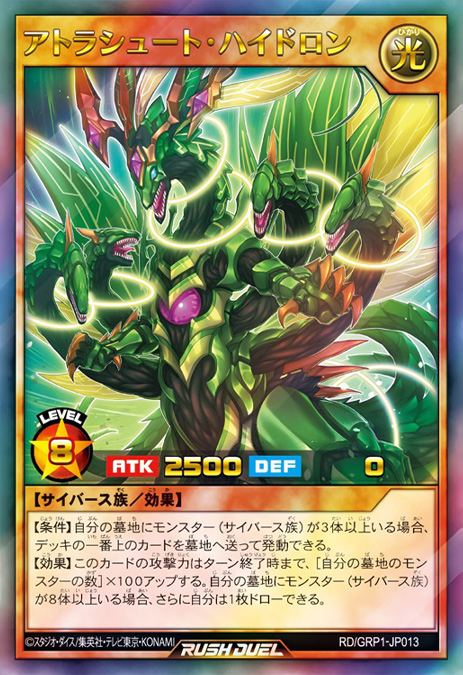 アトラシュート・ハイドロン
ひかり
光
LEVEL
8
ATK 2500 DEF 0
【サイバース族／効果】
【条件】自分の墓地にモンスター（サイバース族）が３体以上いる場合、
デッキの一番上のカードを墓地へ送って発動できる。
【効果】このカードの攻撃力はターン終了時まで、［自分の墓地のモン
スターの数］×100アップする。自分の墓地にモンスター（サイバース族）
が８体以上いる場合、さらに自分は１枚ドローできる。
©スタジオ・ダイス/集英社・テレビ東京・KONAMI
RUSH DUEL
RD/GRP1-JP013